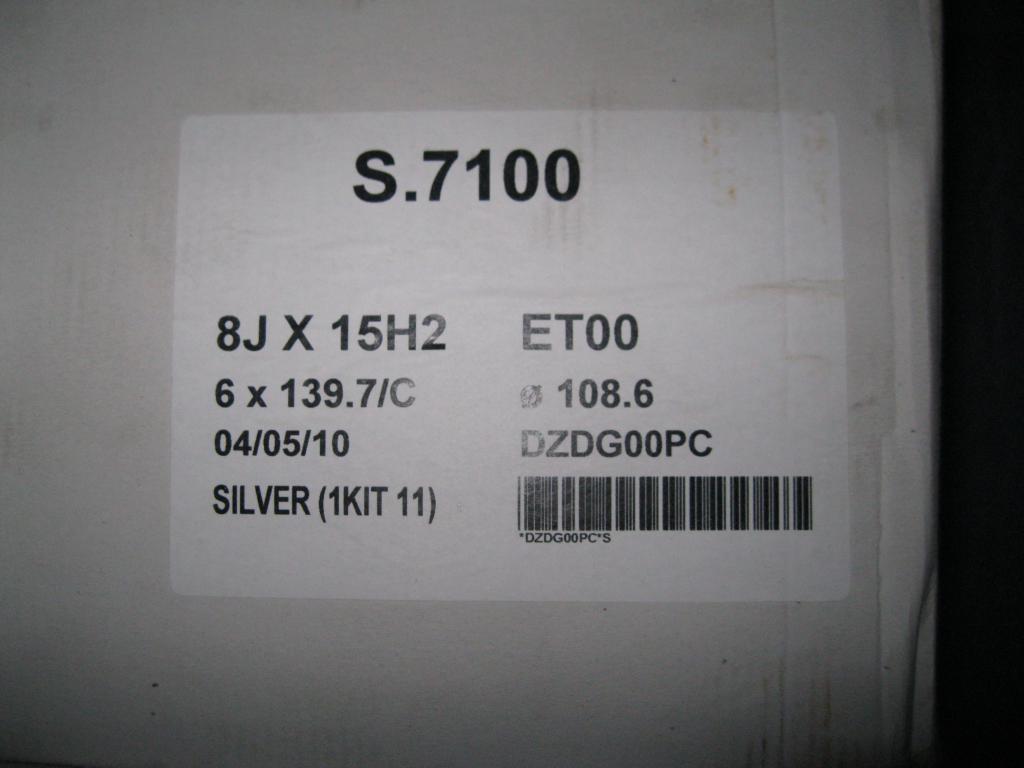 S.7100
8J X 15H2 ET00
6 x 139.7/C ø 108.6
04/05/10 DZDG00PC
SILVER (1KIT 11)
*DZDG00PC*S